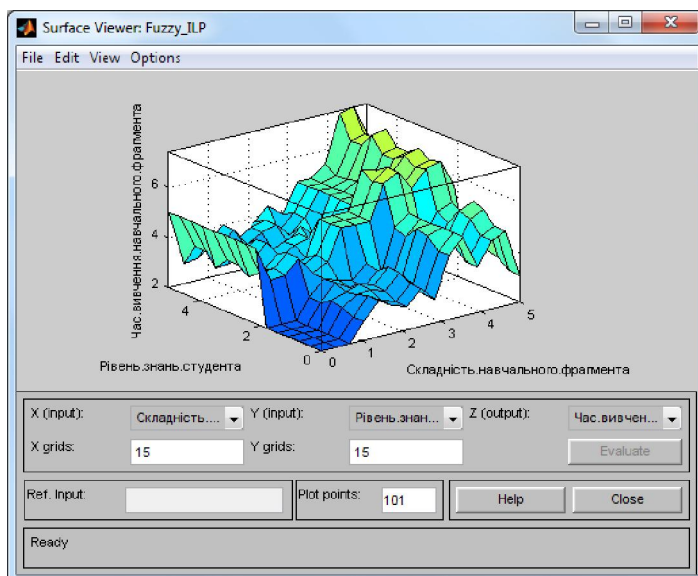 Surface Viewer: Fuzzy_ILP
File Edit View Options
Час.вивчення.навчального.фрагмента
6
4
2
4
2
0
0
1
2
3
4
5
Рівень.знань.студента
Складність.навчального.фрагмента
X (input): Складність.... Y (input): Рівень.знан... Z (output): Час.вивчен...
X grids: 15 Y grids: 15 Evaluate
Ref. Input: Plot points: 101 Help Close
Ready